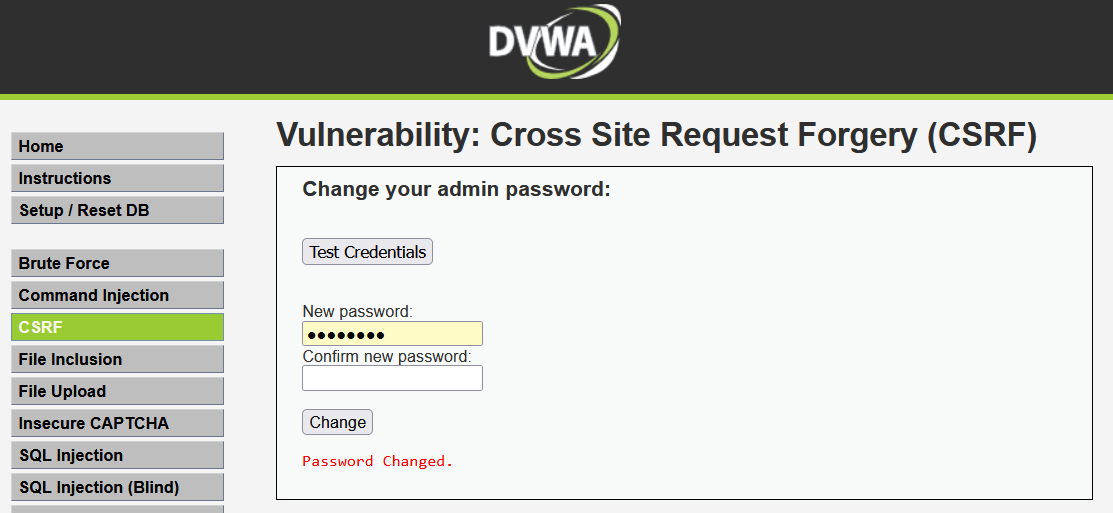 DVWA
Home
Instructions
Setup / Reset DB
Brute Force
Command Injection
CSRF
File Inclusion
File Upload
Insecure CAPTCHA
SQL Injection
SQL Injection (Blind)
Vulnerability: Cross Site Request Forgery (CSRF)
Change your admin password:
Test Credentials
New password:
●●●●●●●●
Confirm new password:
Change
Password Changed.